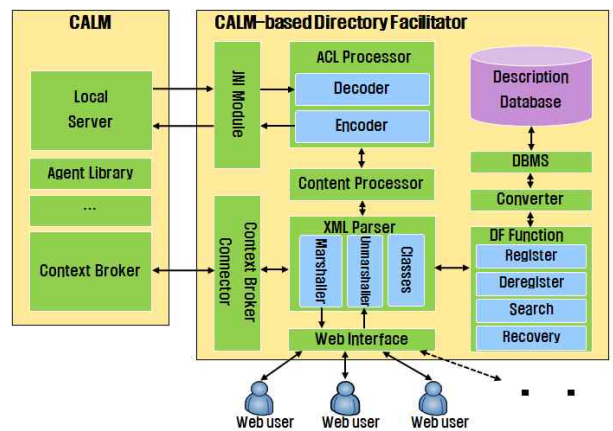 CALM
CALM-based Directory Facilitator
Local
Server
Agent Library
...
Context Broker
JNI Module
ACL Processor
Decoder
Encoder
Content Processor
Context Broker
Connector
XML Parser
Marshaller
Unmarshaller
Classes
Web Interface
Description
Database
DBMS
Converter
DF Function
Register
Deregister
Search
Recovery
Web user
Web user
Web user